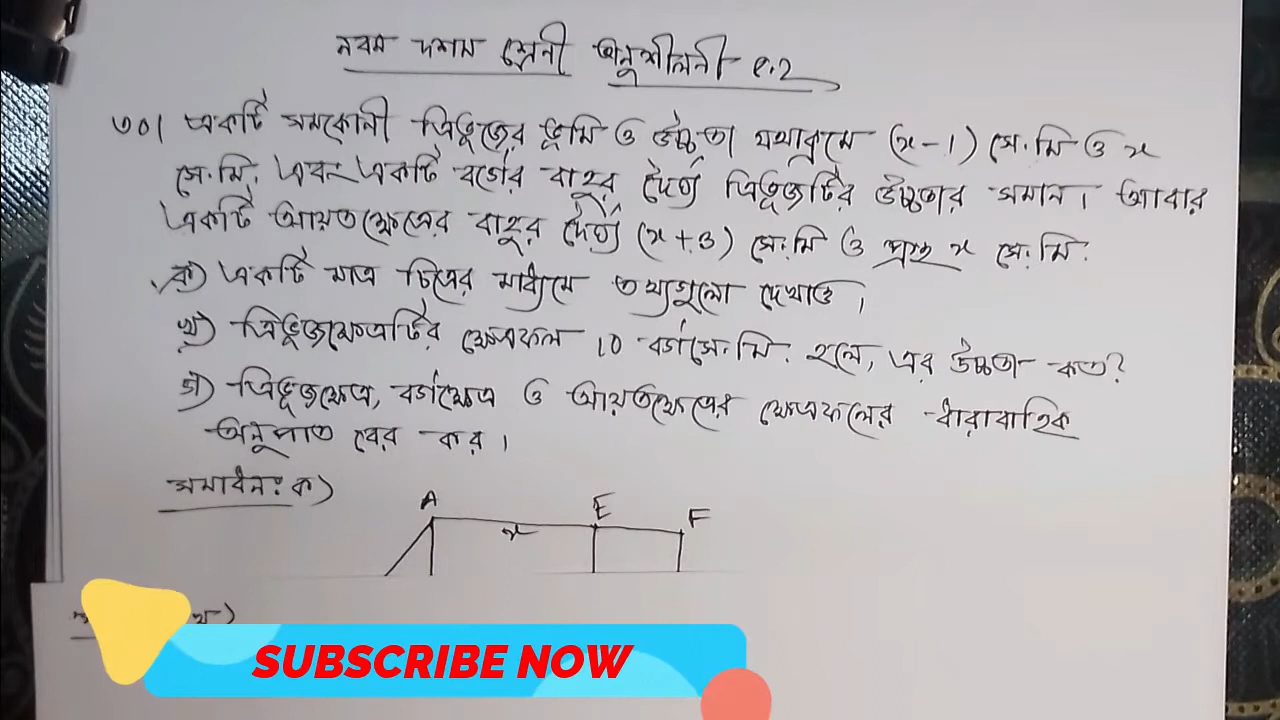 নবম দশম শ্রেনী অনুশীলনী ৫.২
৩০। একটি সমকোনী ত্রিভুজের ভূমি ও উচ্চতা যথাক্রমে (x-1) সে.মি ও x
সে.মি. এবং একটি বর্গের বাহুর দৈর্ঘ্য ত্রিভুজটির উচ্চতার সমান। আবার
একটি আয়তক্ষেত্রের বাহুর দৈর্ঘ্য (x+3) সে.মি ও প্রস্থ x সে.মি.
ক) একটি মাত্র চিত্রের মাধ্যমে তথ্যগুলো দেখাও।
খ) ত্রিভুজক্ষেত্রটির ক্ষেত্রফল 10 বর্গসে.মি. হলে, এর উচ্চতা কত?
গ) ত্রিভুজক্ষেত্র, বর্গক্ষেত্র ও আয়তক্ষেত্রের ক্ষেত্রফলের ধারাবাহিক
অনুপাত বের কর।
সমাধন: ক)
A E F
x
খ)
SUBSCRIBE NOW